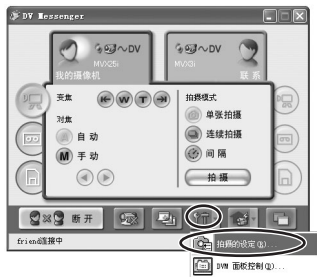 DV Messenger
DV
MVX25i
我的摄像机
DV
MVXi3i
联系
变焦
W T
对焦
自动
M 手动
拍摄模式
单张拍摄
连续拍摄
间隔
拍摄
断开
friend连接中
拍摄的设定(R)...
DVM 面板控制(D)...